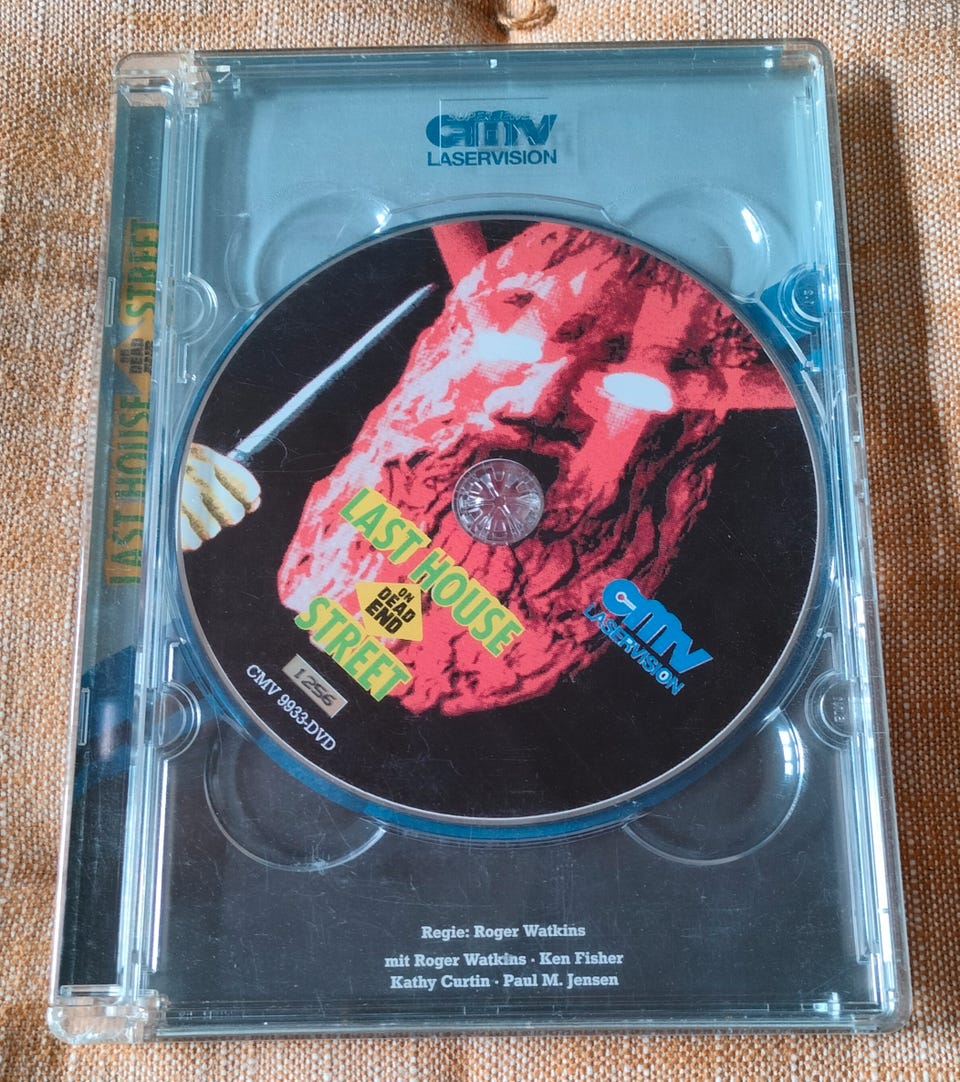 cmv
LASERVISION
LAST HOUSE
ON
DEAD
END
STREET
LAST HOUSE
ON
DEAD
END
STREET
cmv
LASERVISION
1256
CMV 9933-DVD
Regie: Roger Watkins
mit Roger Watkins · Ken Fisher
Kathy Curtin · Paul M. Jensen